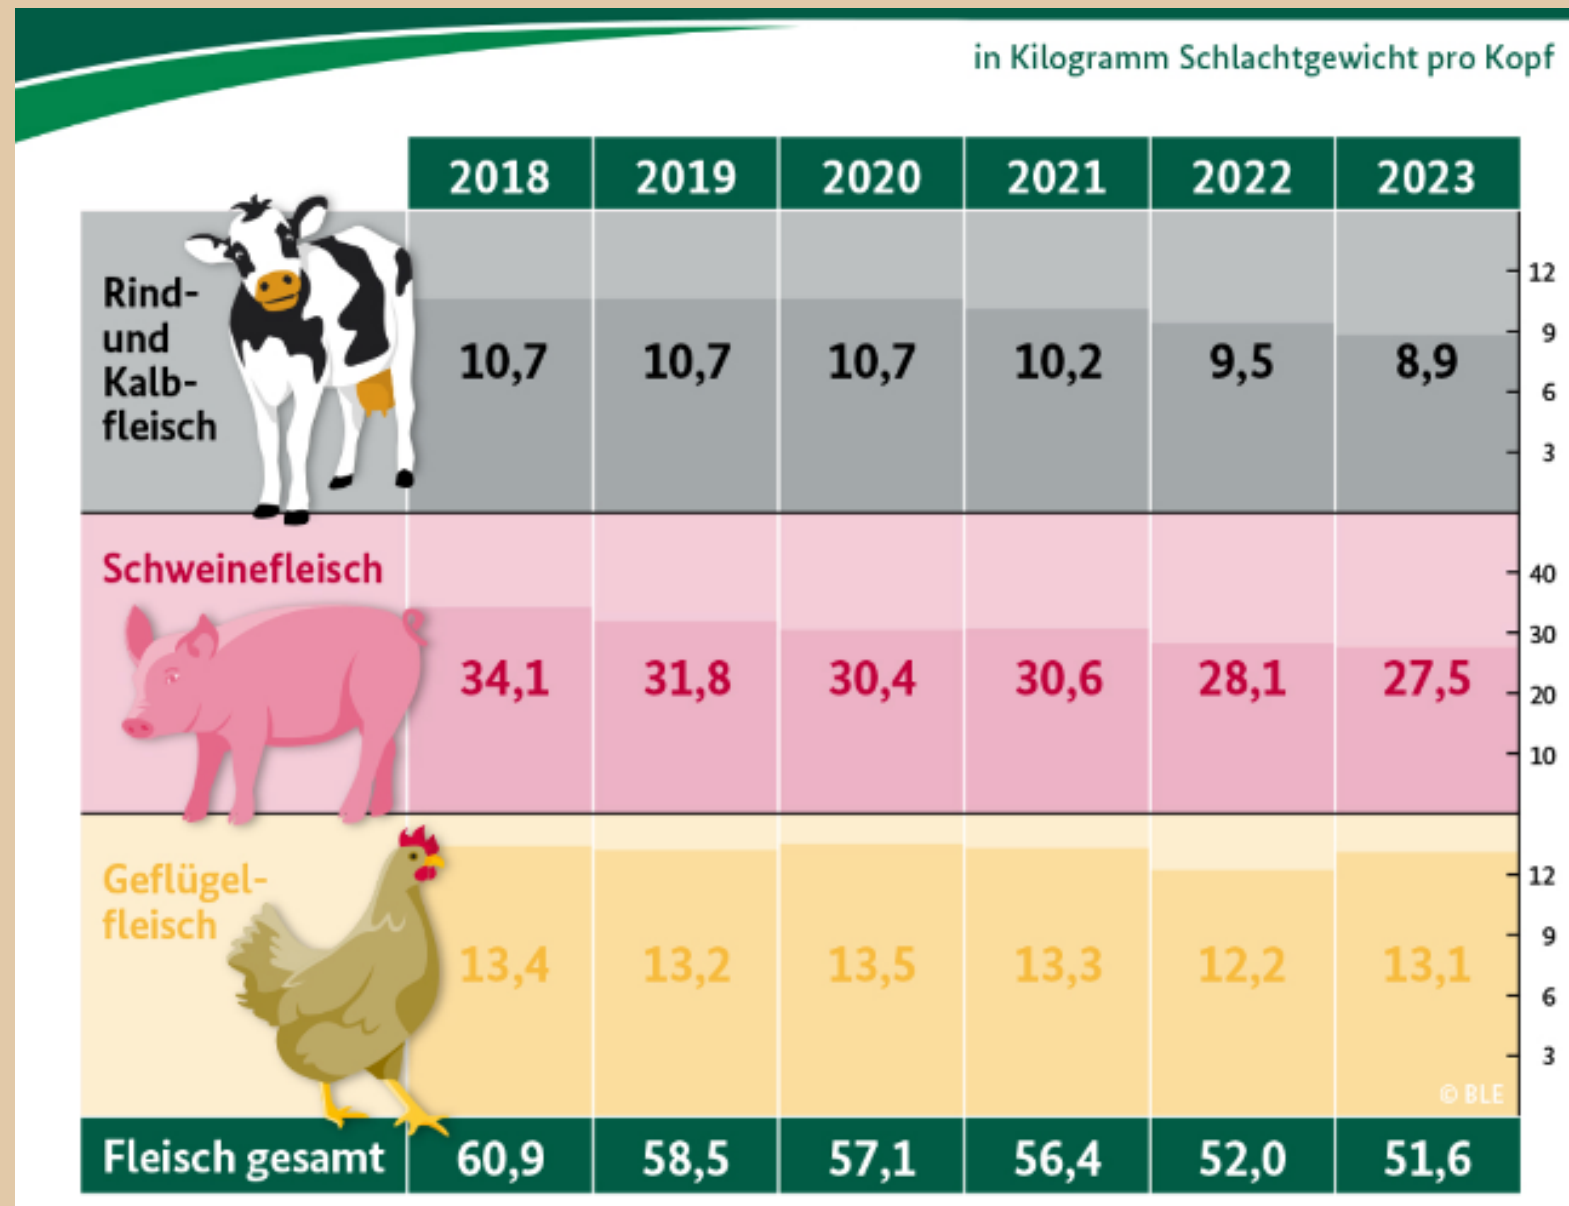 in Kilogramm Schlachtgewicht pro Kopf
2018 2019 2020 2021 2022 2023
Rind-
und
Kalb-
fleisch
10,7 10,7 10,7 10,2 9,5 8,9
12
9
6
3
Schweinefleisch
34,1 31,8 30,4 30,6 28,1 27,5
40
30
20
10
Geflügel-
fleisch
13,4 13,2 13,5 13,3 12,2 13,1
12
9
6
3
© BLE
Fleisch gesamt 60,9 58,5 57,1 56,4 52,0 51,6